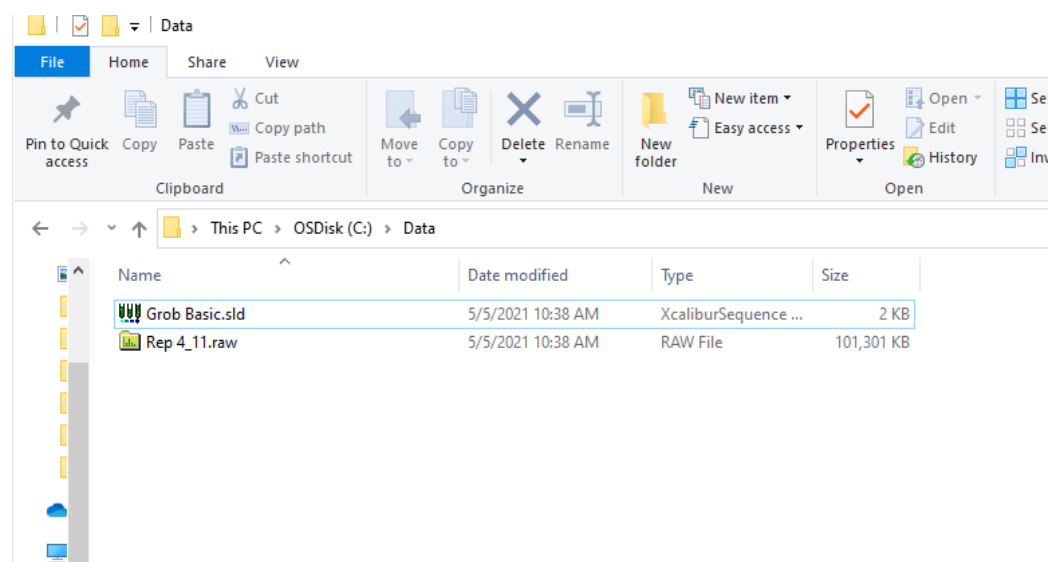 Data
File Home Share View
Pin to Quick access
Copy
Paste
Cut
Copy path
Paste shortcut
Move to
Copy to
Delete
Rename
New folder
New item
Easy access
Properties
Open
Edit
History
Se
Se
Inv
Clipboard Organize New Open
This PC > OSDisk (C:) > Data
Name Date modified Type Size
Grob Basic.sld 5/5/2021 10:38 AM XcaliburSequence ... 2 KB
Rep 4_11.raw 5/5/2021 10:38 AM RAW File 101,301 KB